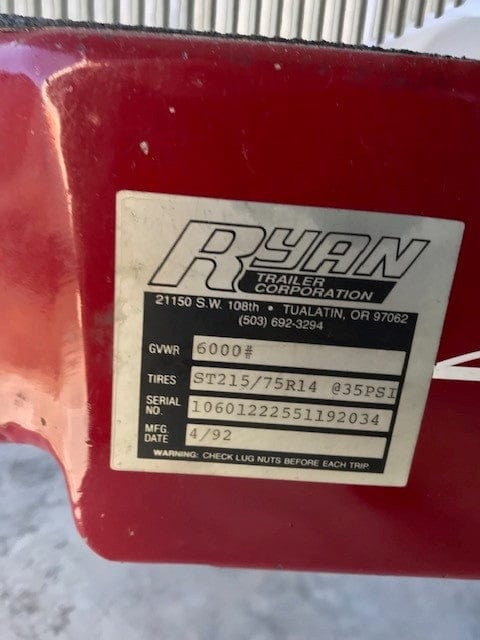 RYAN
TRAILER
CORPORATION
21150 S.W. 108th • TUALATIN, OR 97062
(503) 692-3294
GVWR 6000#
TIRES ST215/75R14 @35PSI
SERIAL NO. 10601222551192034
MFG. DATE 4/92
WARNING: CHECK LUG NUTS BEFORE EACH TRIP